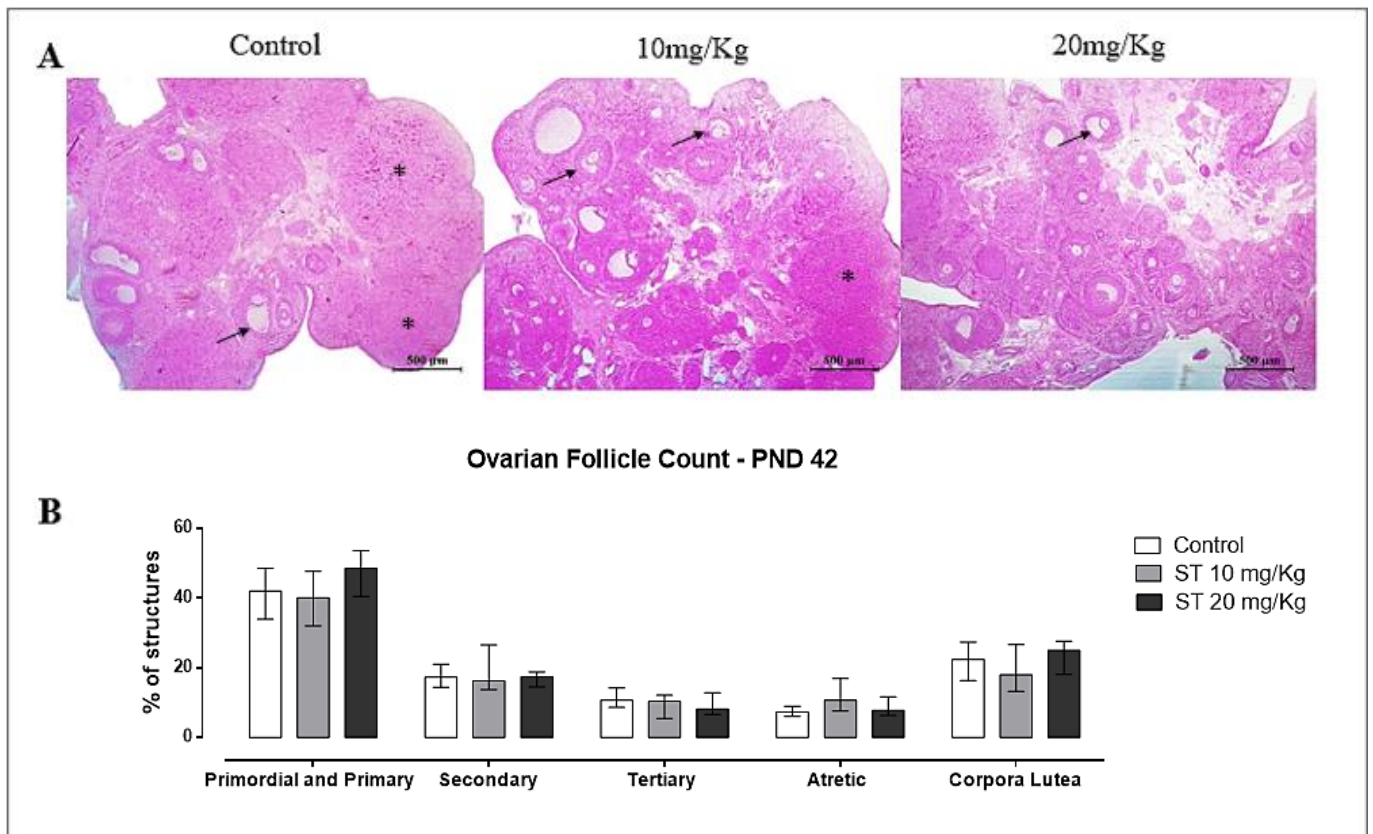 A
Control
10mg/Kg
20mg/Kg
*
*
*
500 µm
500 µm
500 µm
Ovarian Follicle Count - PND 42
B
% of structures
60
40
20
0
Primordial and Primary
Secondary
Tertiary
Atretic
Corpora Lutea
Control
ST 10 mg/Kg
ST 20 mg/Kg